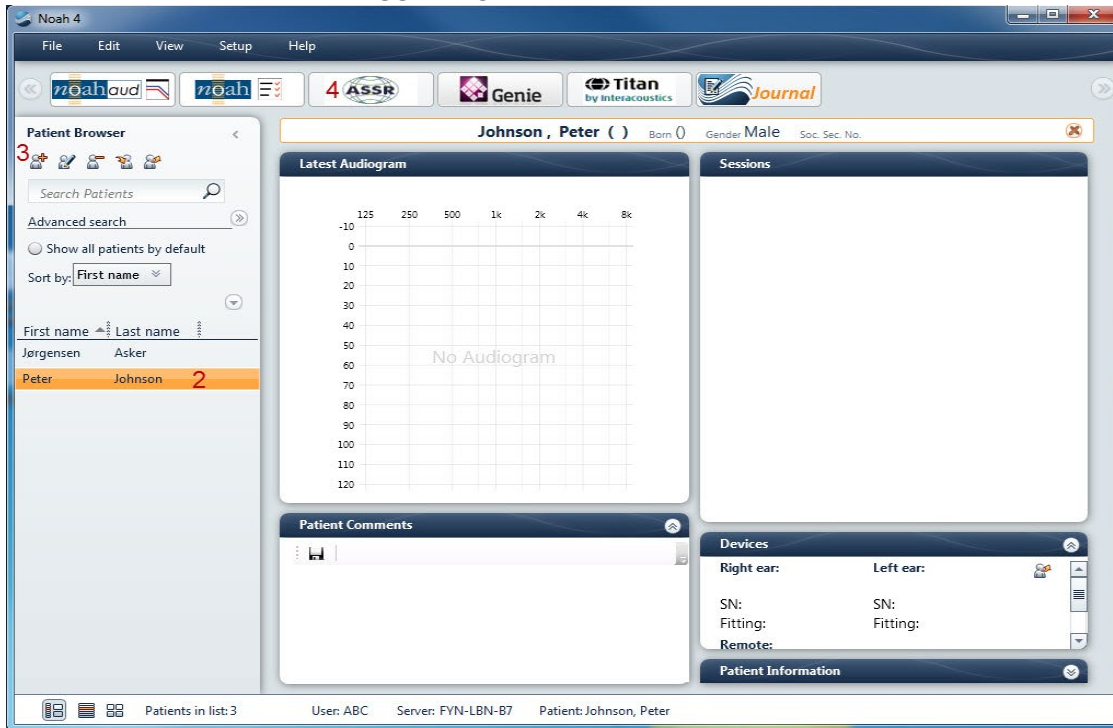 Noah 4
File Edit View Setup Help
noah aud noah 4 ASSR Genie Titan by Interacoustics Journal
Patient Browser
3
Search Patients
Advanced search
Show all patients by default
Sort by: First name
First name Last name
Jørgensen Asker
Peter Johnson 2
Johnson , Peter ( ) Born () Gender Male Soc. Sec. No.
Latest Audiogram
125 250 500 1k 2k 4k 8k
-10
0
10
20
30
40
50
60
70
80
90
100
110
120
No Audiogram
Patient Comments
Sessions
Devices
Right ear: Left ear:
SN: SN:
Fitting: Fitting:
Remote:
Patient Information
Patients in list: 3 User: ABC Server: FYN-LBN-B7 Patient: Johnson, Peter